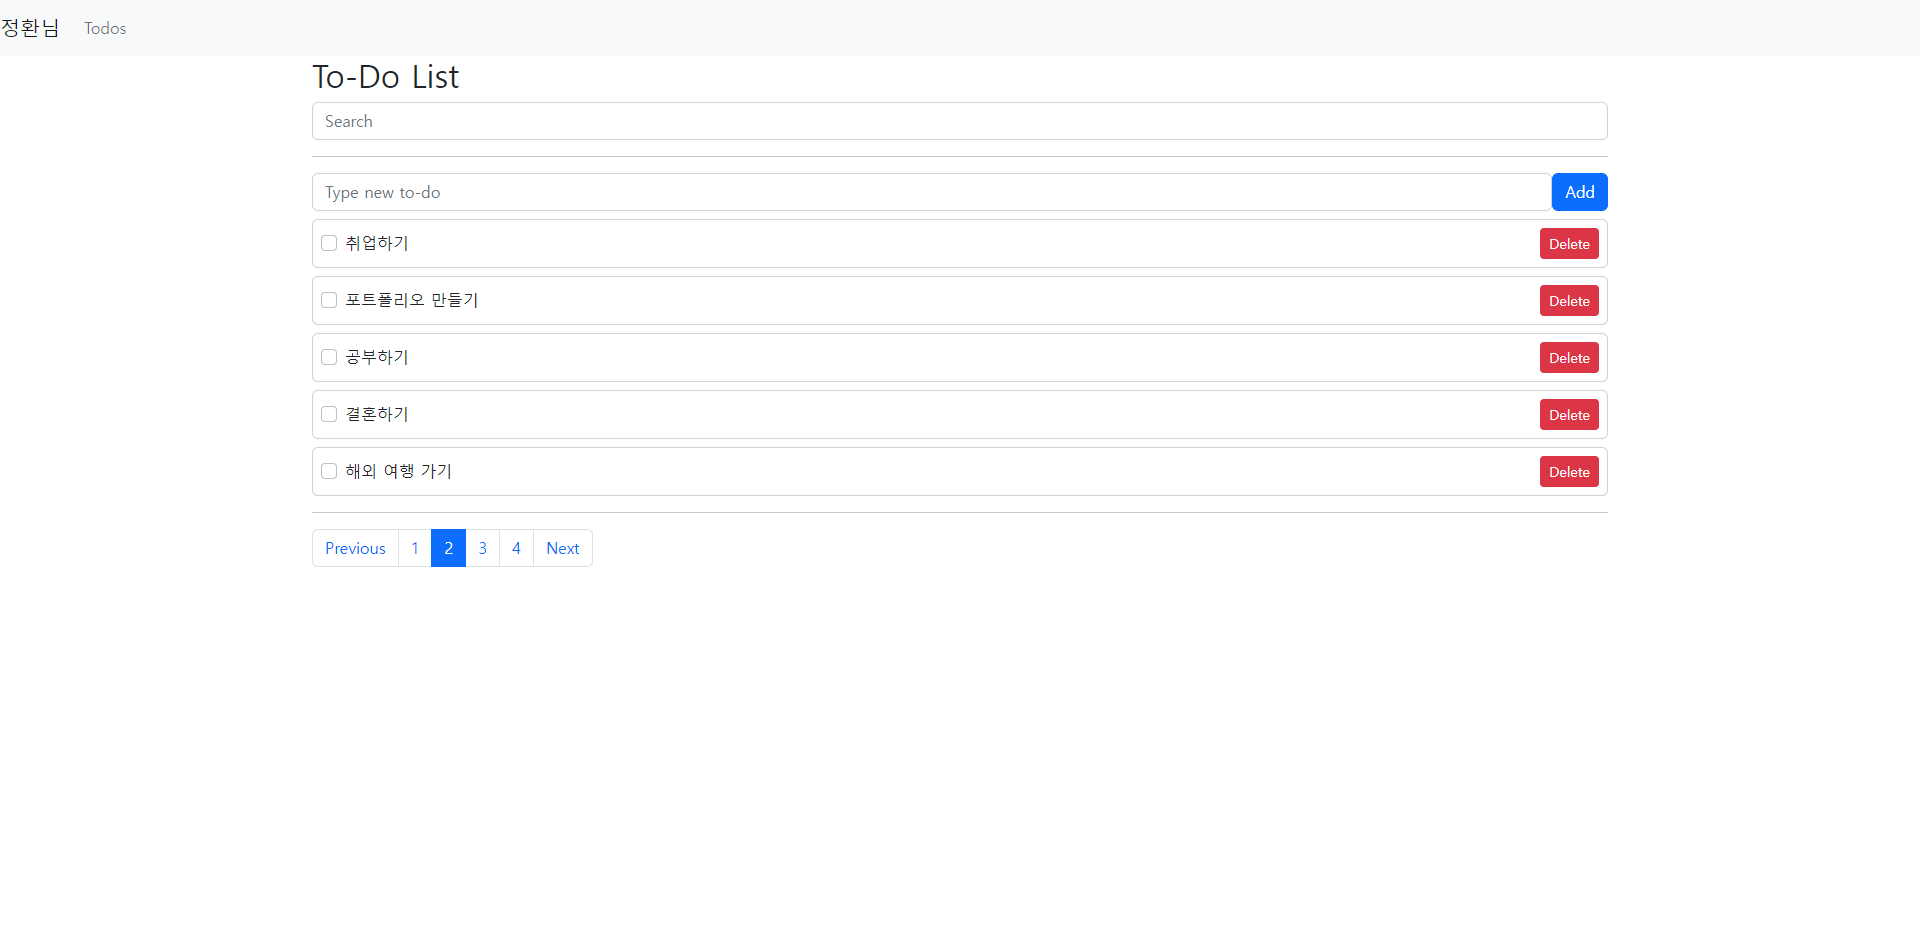 정환님 Todos
To-Do List
Search
Type new to-do Add
취업하기 Delete
포트폴리오 만들기 Delete
공부하기 Delete
결혼하기 Delete
해외 여행 가기 Delete
Previous 1 2 3 4 Next